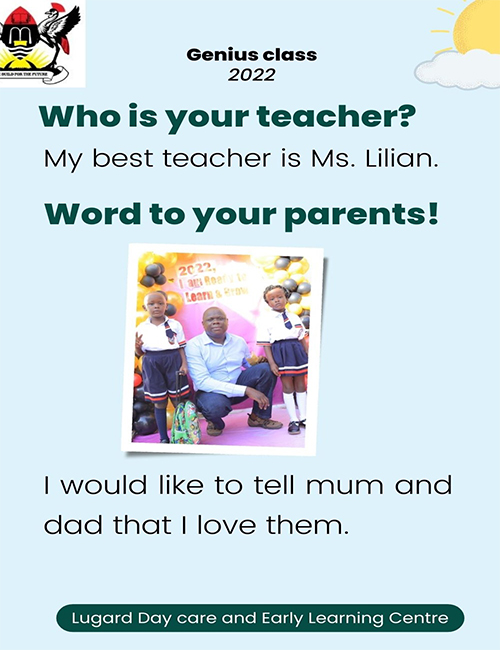 BUILD FOR THE FUTURE
Genius class
2022
Who is your teacher?
My best teacher is Ms. Lilian.
Word to your parents!
2022,
I am Ready to
Learn & Grow
I would like to tell mum and
dad that I love them.
Lugard Day care and Early Learning Centre